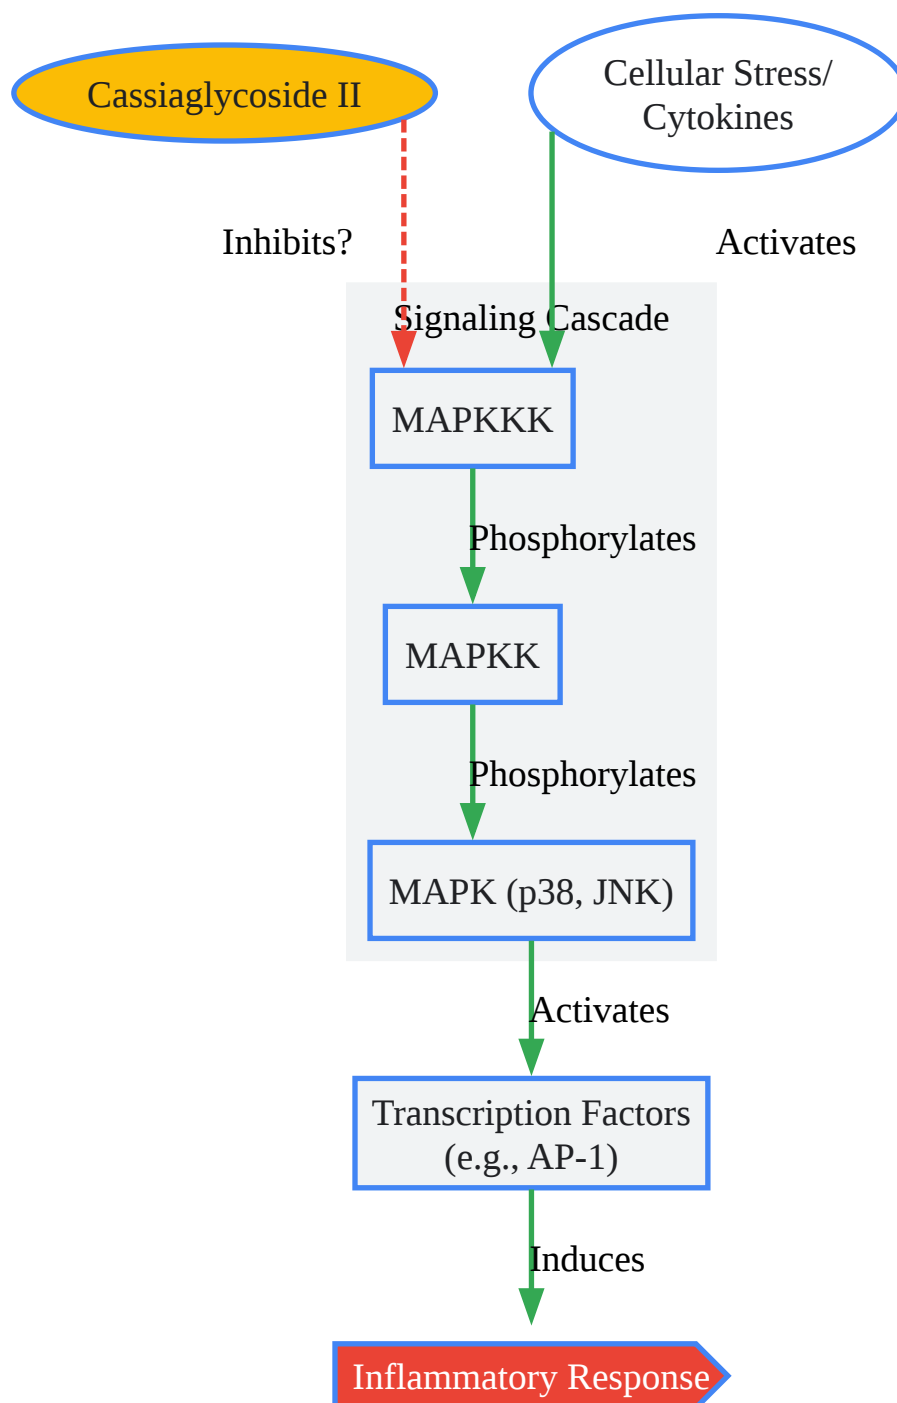 Cassiaglycoside II
Cellular Stress/
Cytokines
Inhibits?
Activates
Signaling Cascade
MAPKKK
Phosphorylates
MAPKK
Phosphorylates
MAPK (p38, JNK)
Activates
Transcription Factors
(e.g., AP-1)
Induces
Inflammatory Response